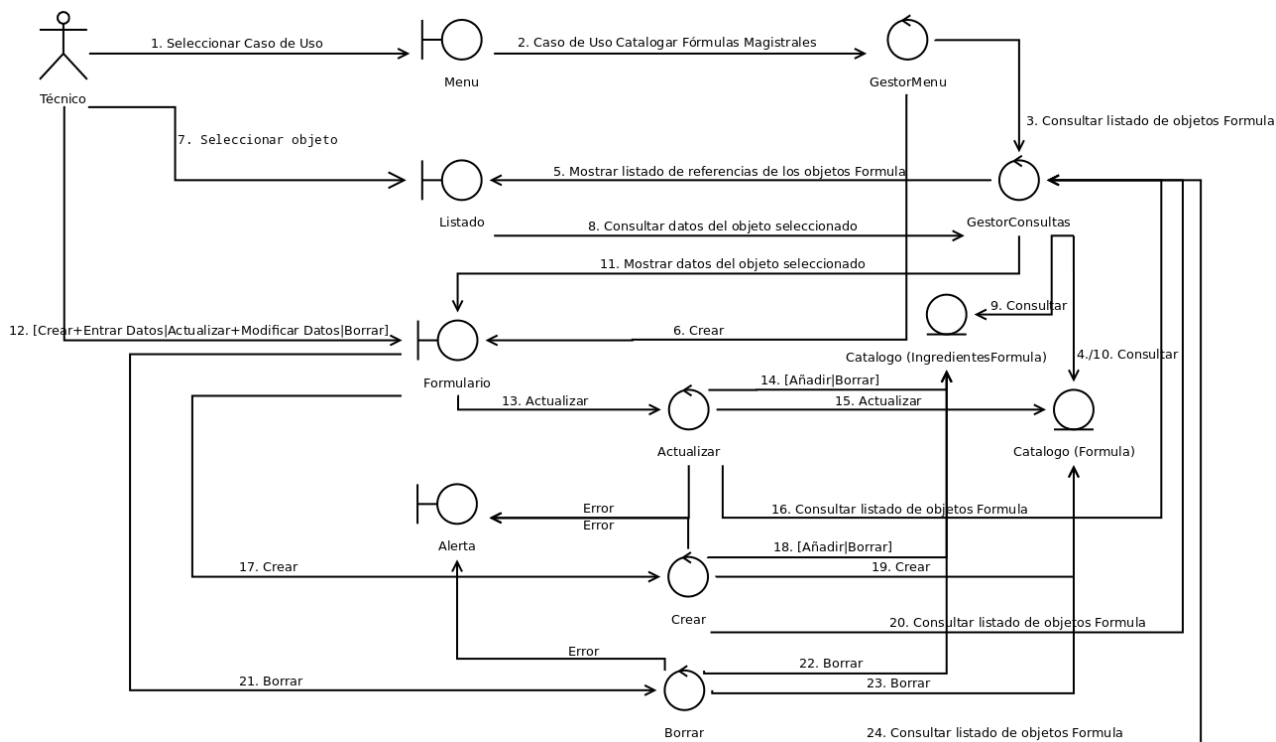 1. Seleccionar Caso de Uso
2. Caso de Uso Catalogar Fórmulas Magistrales
Menu
GestorMenu
Técnico
3. Consultar listado de objetos Formula
7. Seleccionar objeto
5. Mostrar listado de referencias de los objetos Formula
Listado
GestorConsultas
8. Consultar datos del objeto seleccionado
11. Mostrar datos del objeto seleccionado
9. Consultar
12. [Crear+Entrar Datos|Actualizar+Modificar Datos|Borrar]
6. Crear
Catalogo (IngredientesFormula)
4./10. Consultar
Formulario
14. [Añadir|Borrar]
13. Actualizar
15. Actualizar
Actualizar
Catalogo (Formula)
Error
16. Consultar listado de objetos Formula
Error
Alerta
18. [Añadir|Borrar]
17. Crear
19. Crear
Crear
20. Consultar listado de objetos Formula
Error
22. Borrar
21. Borrar
23. Borrar
Borrar
24. Consultar listado de objetos Formula